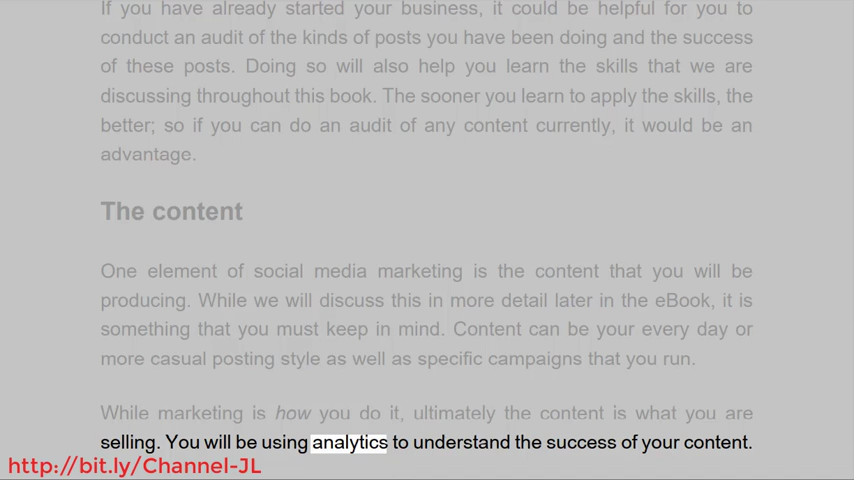 If you have already started your business, it could be helpful for you to
conduct an audit of the kinds of posts you have been doing and the success
of these posts. Doing so will also help you learn the skills that we are
discussing throughout this book. The sooner you learn to apply the skills, the
better; so if you can do an audit of any content currently, it would be an
advantage.
The content
One element of social media marketing is the content that you will be
producing. While we will discuss this in more detail later in the eBook, it is
something that you must keep in mind. Content can be your every day or
more casual posting style as well as specific campaigns that you run.
While marketing is how you do it, ultimately the content is what you are
selling. You will be using analytics to understand the success of your content.
http://bit.ly/Channel-JL